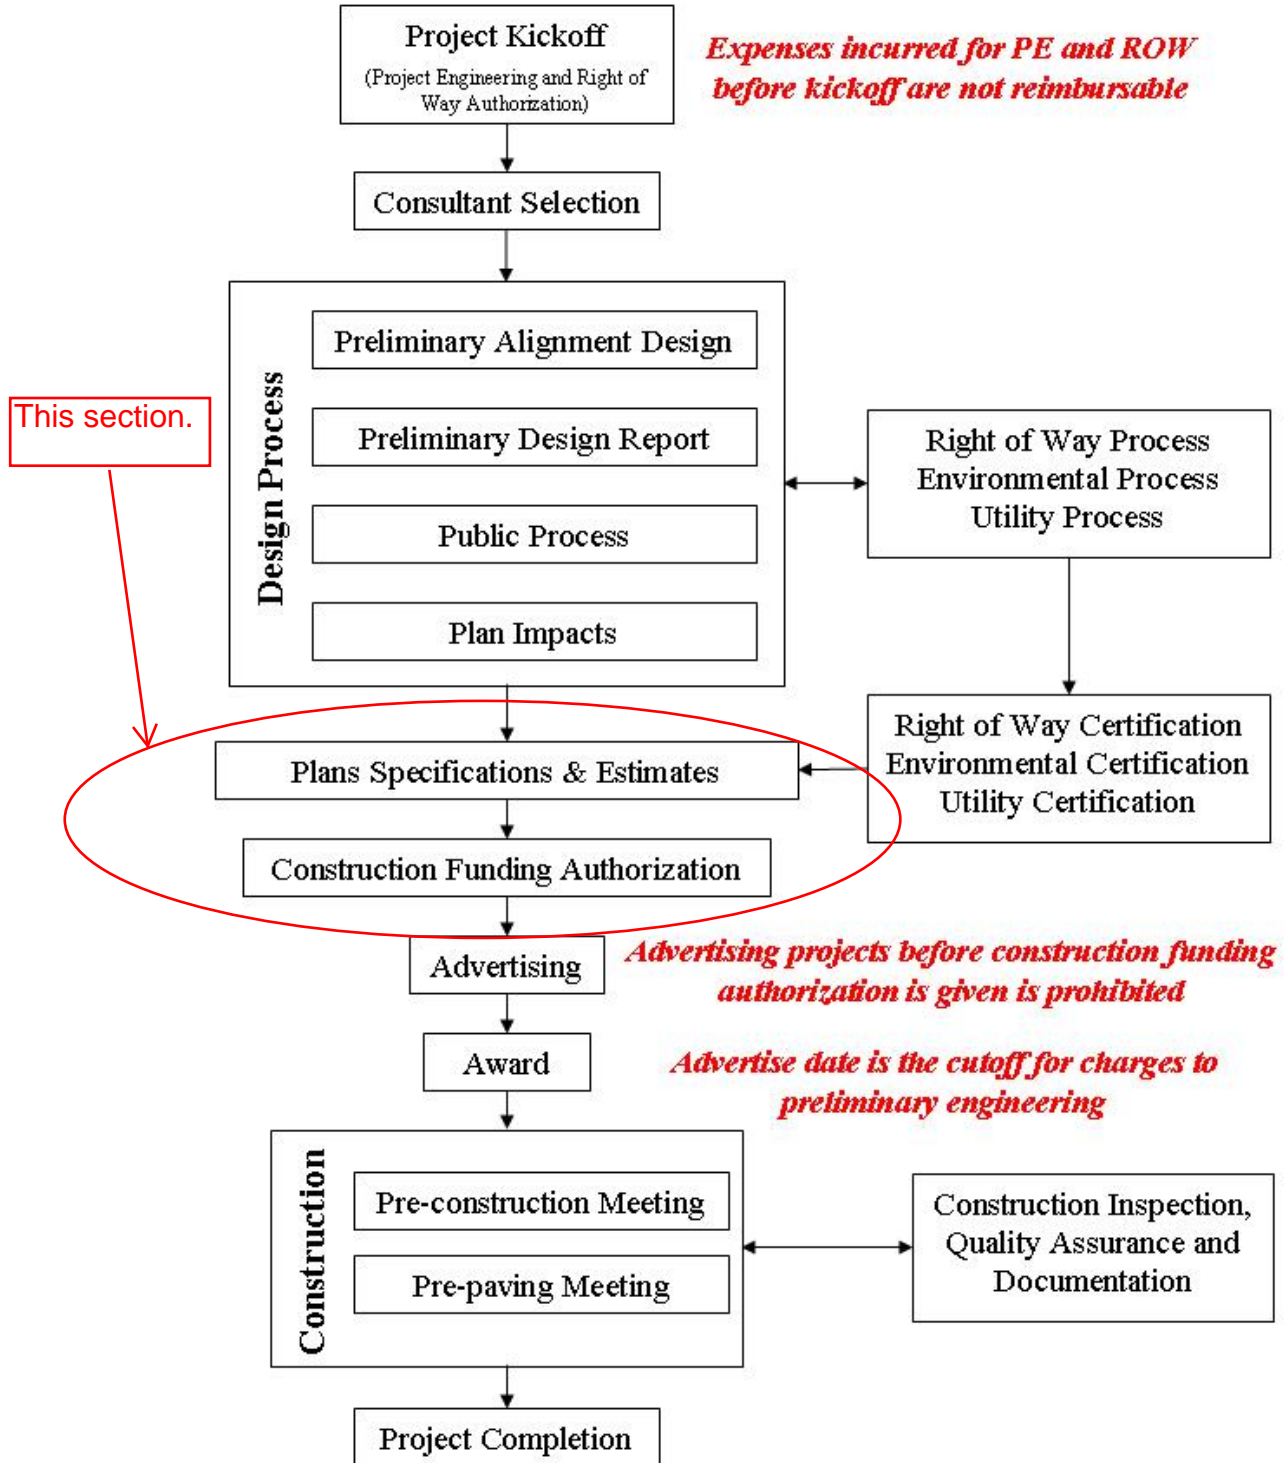 Project Kickoff
(Project Engineering and Right of
Way Authorization)
Expenses incurred for PE and ROW
before kickoff are not reimbursable
Consultant Selection
Design Process
Preliminary Alignment Design
Preliminary Design Report
Public Process
Plan Impacts
This section.
Right of Way Process
Environmental Process
Utility Process
Right of Way Certification
Environmental Certification
Utility Certification
Plans Specifications & Estimates
Construction Funding Authorization
Advertising
Advertising projects before construction funding
authorization is given is prohibited
Award
Advertise date is the cutoff for charges to
preliminary engineering
Construction
Pre-construction Meeting
Pre-paving Meeting
Construction Inspection,
Quality Assurance and
Documentation
Project Completion